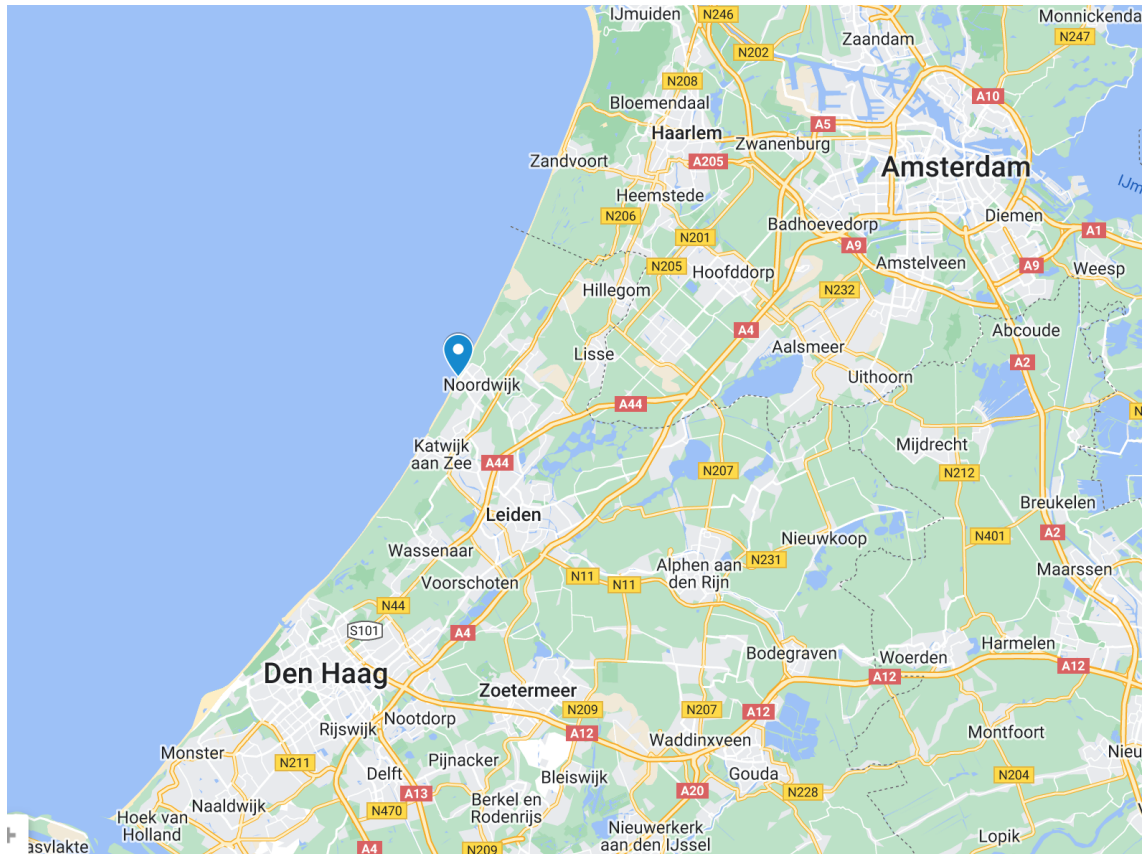 IJmuiden
N246
Monnickenda
N202
Zaandam
N247
N208
Bloemendaal
A10
Haarlem
A5
Zwanenburg
Zandvoort
A205
Amsterdam
Heemstede
IJm
N206
Badhoevedorp
Diemen
N201
A1
A9
N205
Hoofddorp
Amstelveen
A9
Weesp
Hillegom
N232
A4
Abcoude
Lisse
Aalsmeer
A2
Noordwijk
Uithoorn
A44
N
Katwijk
aan Zee
A44
Mijdrecht
N207
N212
Leiden
Breukelen
Nieuwkoop
N401
A2
Wassenaar
N231
Voorschoten
N11
N11
Alphen aan
den Rijn
Maarssen
N44
S101
A4
Harmelen
Bodegraven
Woerden
A12
Den Haag
A12
Zoetermeer
N209
N207
A12
Nootdorp
Rijswijk
A12
Waddinxveen
Montfoort
Monster
N211
Pijnacker
Nieu
Delft
Bleiswijk
Gouda
N204
A13
A20
N228
Naaldwijk
N470
Berkel en
Rodenrijs
Hoek van
Holland
Nieuwerkerk
aan den IJssel
Lopik
asvlakte
A4
N209